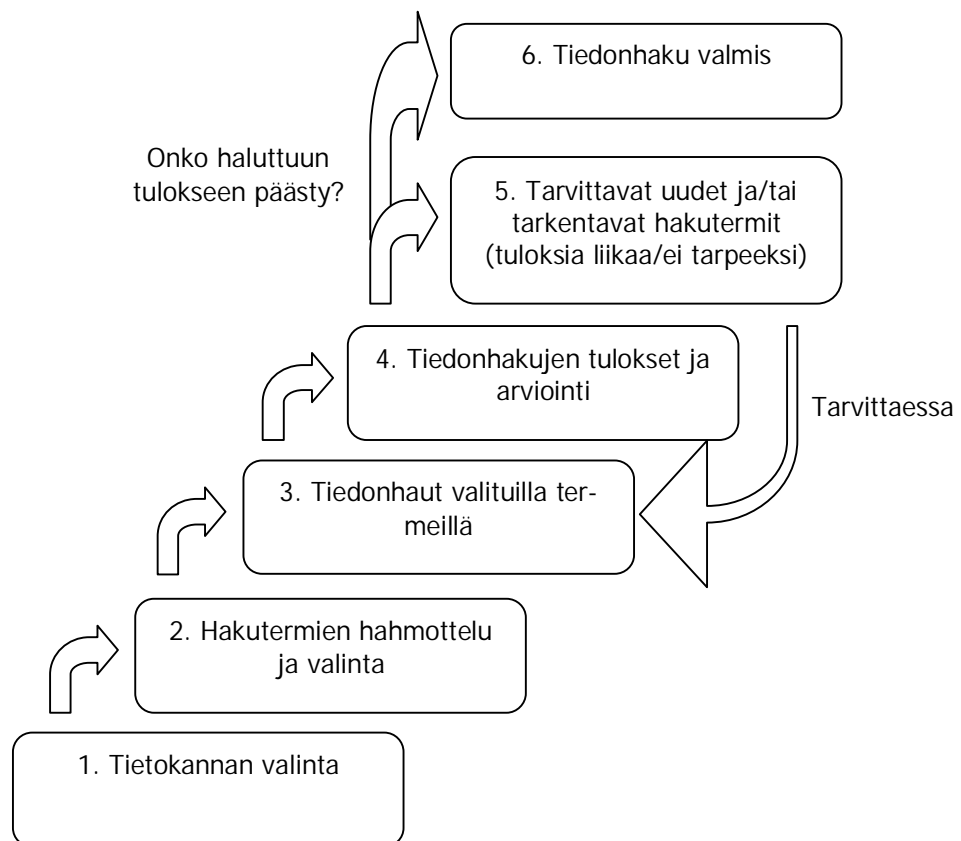 6. Tiedonhaku valmis
Onko haluttuun
tulokseen päästy?
5. Tarvittavat uudet ja/tai
tarkentavat hakutermit
(tuloksia liikaa/ei tarpeeksi)
4. Tiedonhakujen tulokset ja
arviointi
Tarvittaessa
3. Tiedonhaut valituilla ter-
meillä
2. Hakutermien hahmottelu
ja valinta
1. Tietokannan valinta